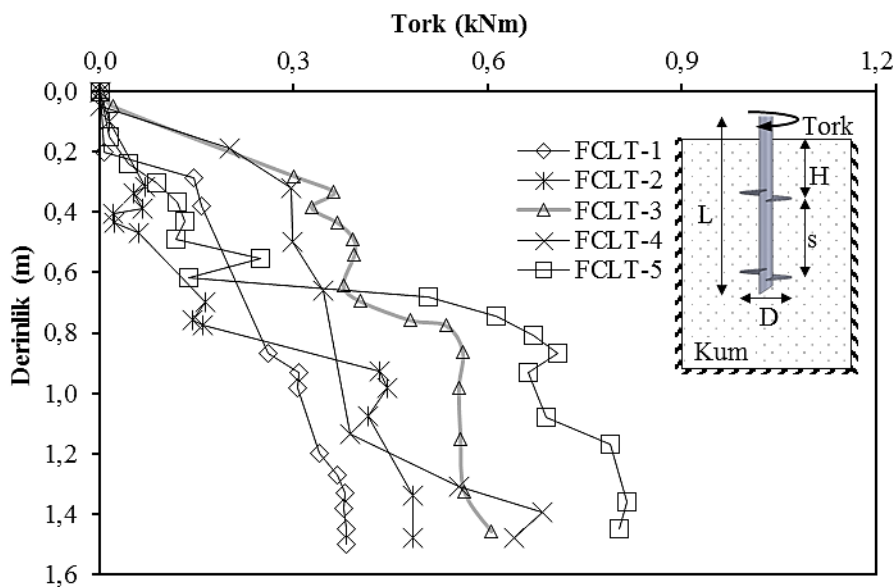 Tork (kNm)
0,0 0,3 0,6 0,9 1,2
0,0
0,2
0,4
0,6
0,8
1,0
1,2
1,4
1,6
Derinlik (m)
FCLT-1
FCLT-2
FCLT-3
FCLT-4
FCLT-5
Tork
H
L
s
D
Kum